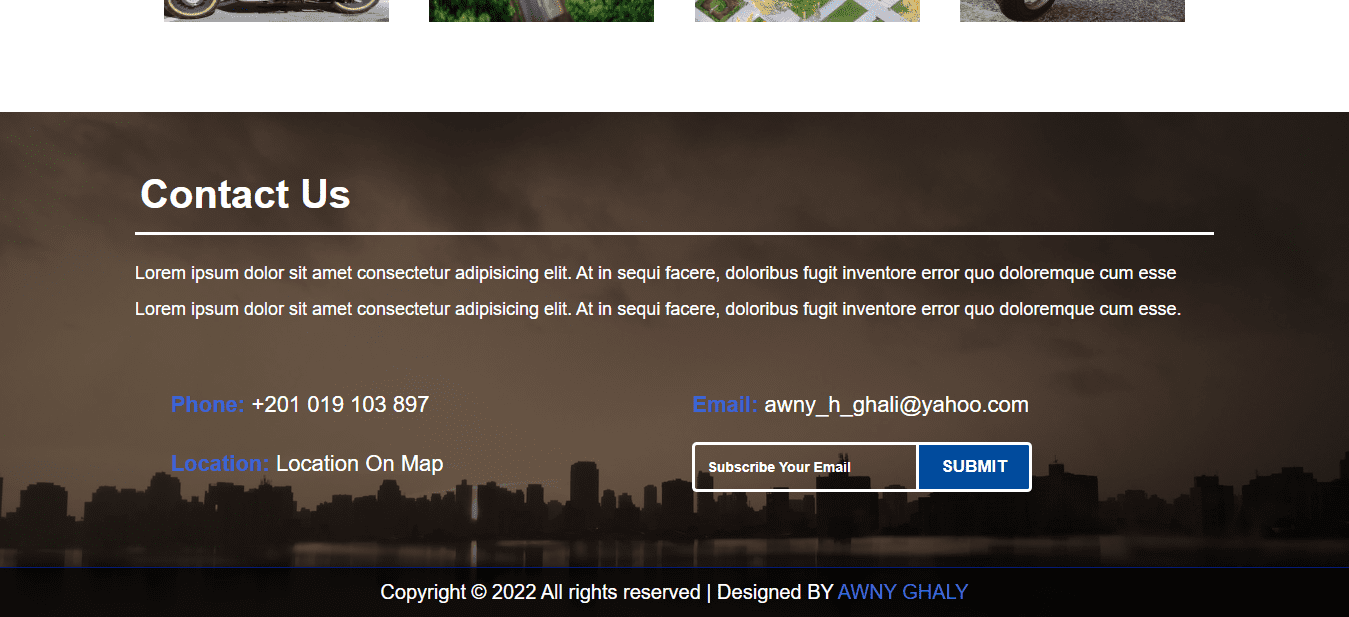 Contact Us
Lorem ipsum dolor sit amet consectetur adipisicing elit. At in sequi facere, doloribus fugit inventore error quo doloremque cum esse
Lorem ipsum dolor sit amet consectetur adipisicing elit. At in sequi facere, doloribus fugit inventore error quo doloremque cum esse.
Phone: +201 019 103 897
Email: awny_h_ghali@yahoo.com
Location: Location On Map
Subscribe Your Email SUBMIT
Copyright © 2022 All rights reserved | Designed BY AWNY GHALY